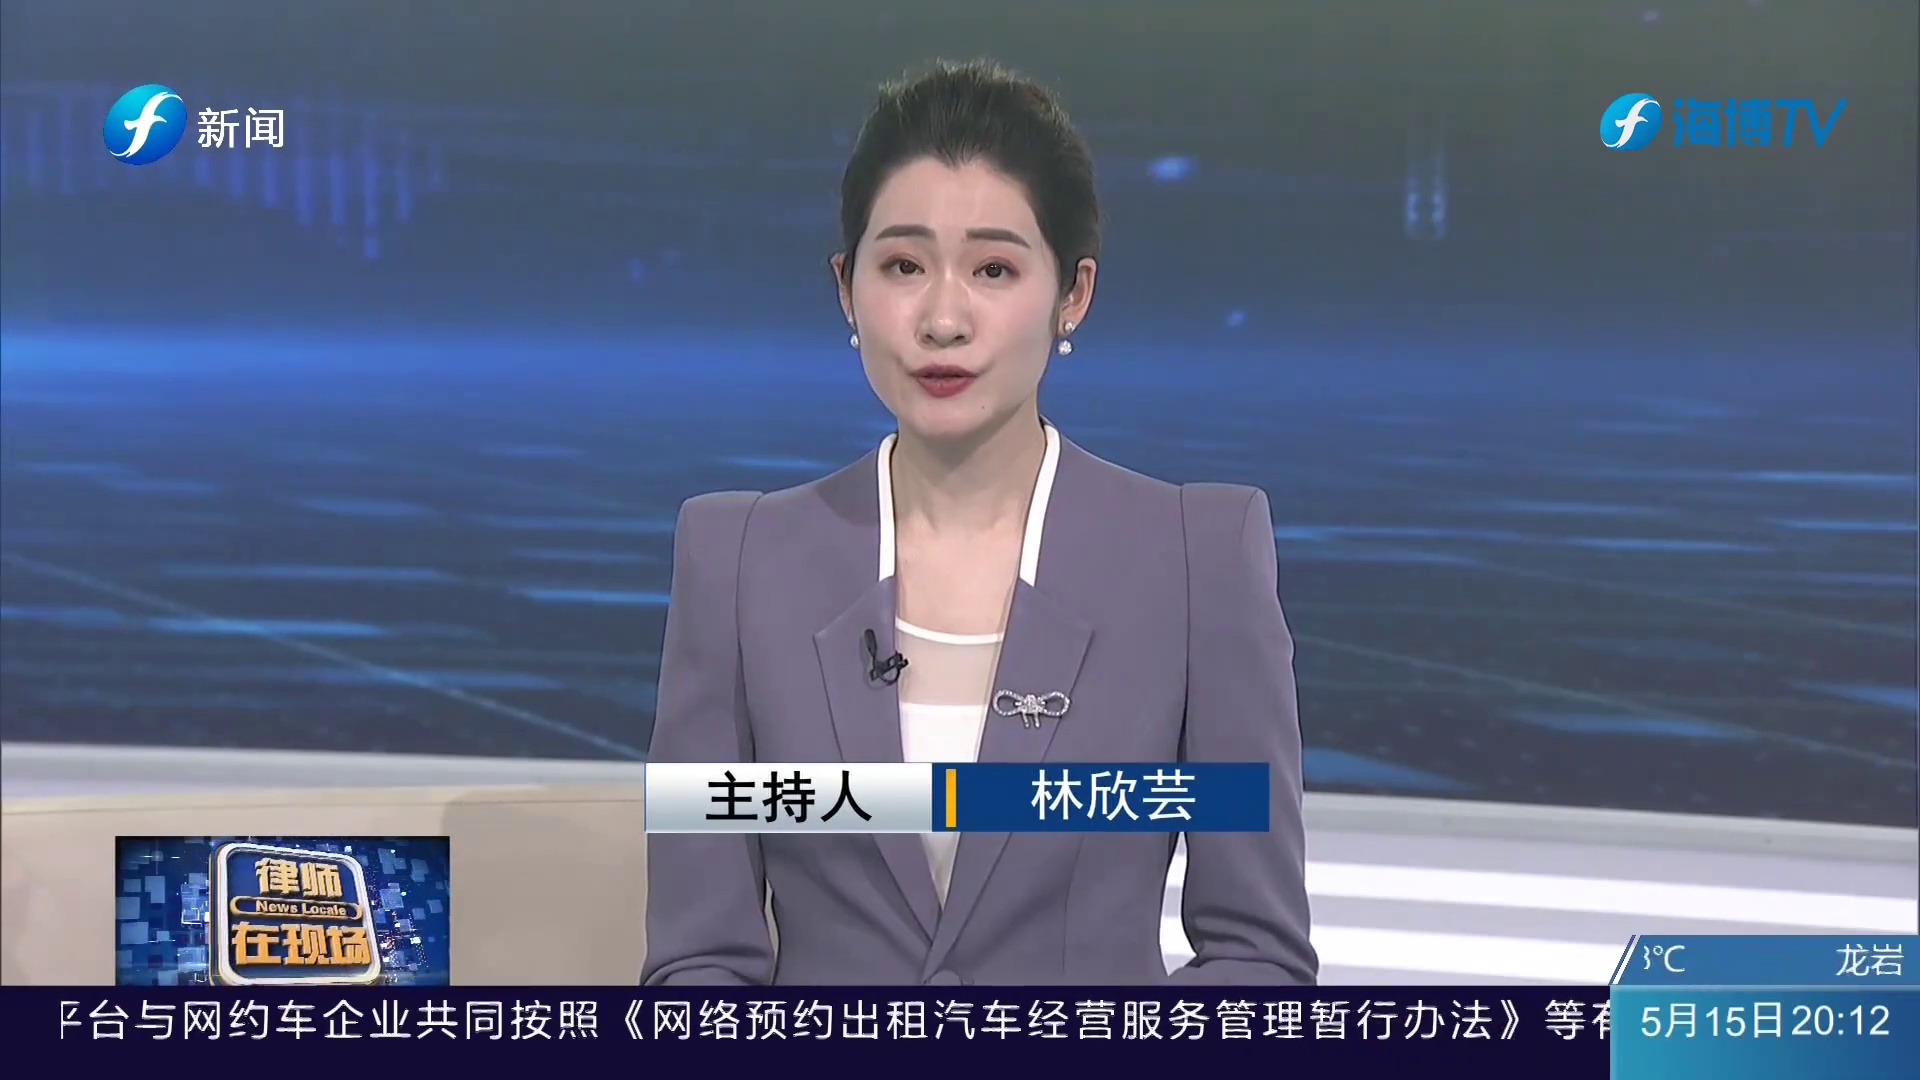 新闻
海博TV
主持人 林欣芸
律师
News Locale
在现场
℃ 龙岩
平台与网约车企业共同按照《网络预约出租汽车经营服务管理暂行办法》等有
5月15日20:12